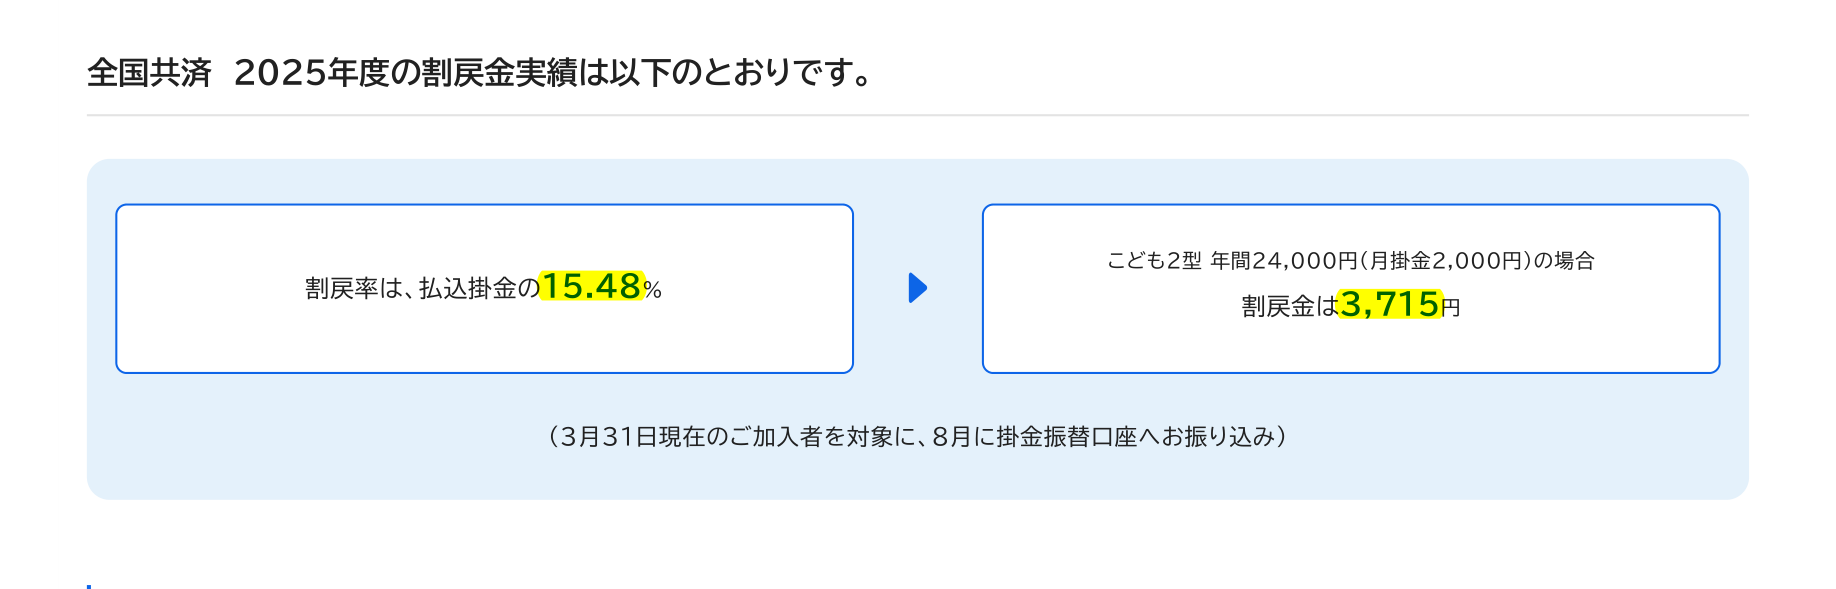 全国共済 2025年度の割戻金実績は以下のとおりです。
割戻率は、払込掛金の15.48%
こども2型 年間24,000円(月掛金2,000円)の場合
割戻金は3,715円
(3月31日現在のご加入者を対象に、8月に掛金振替口座へお振り込み)